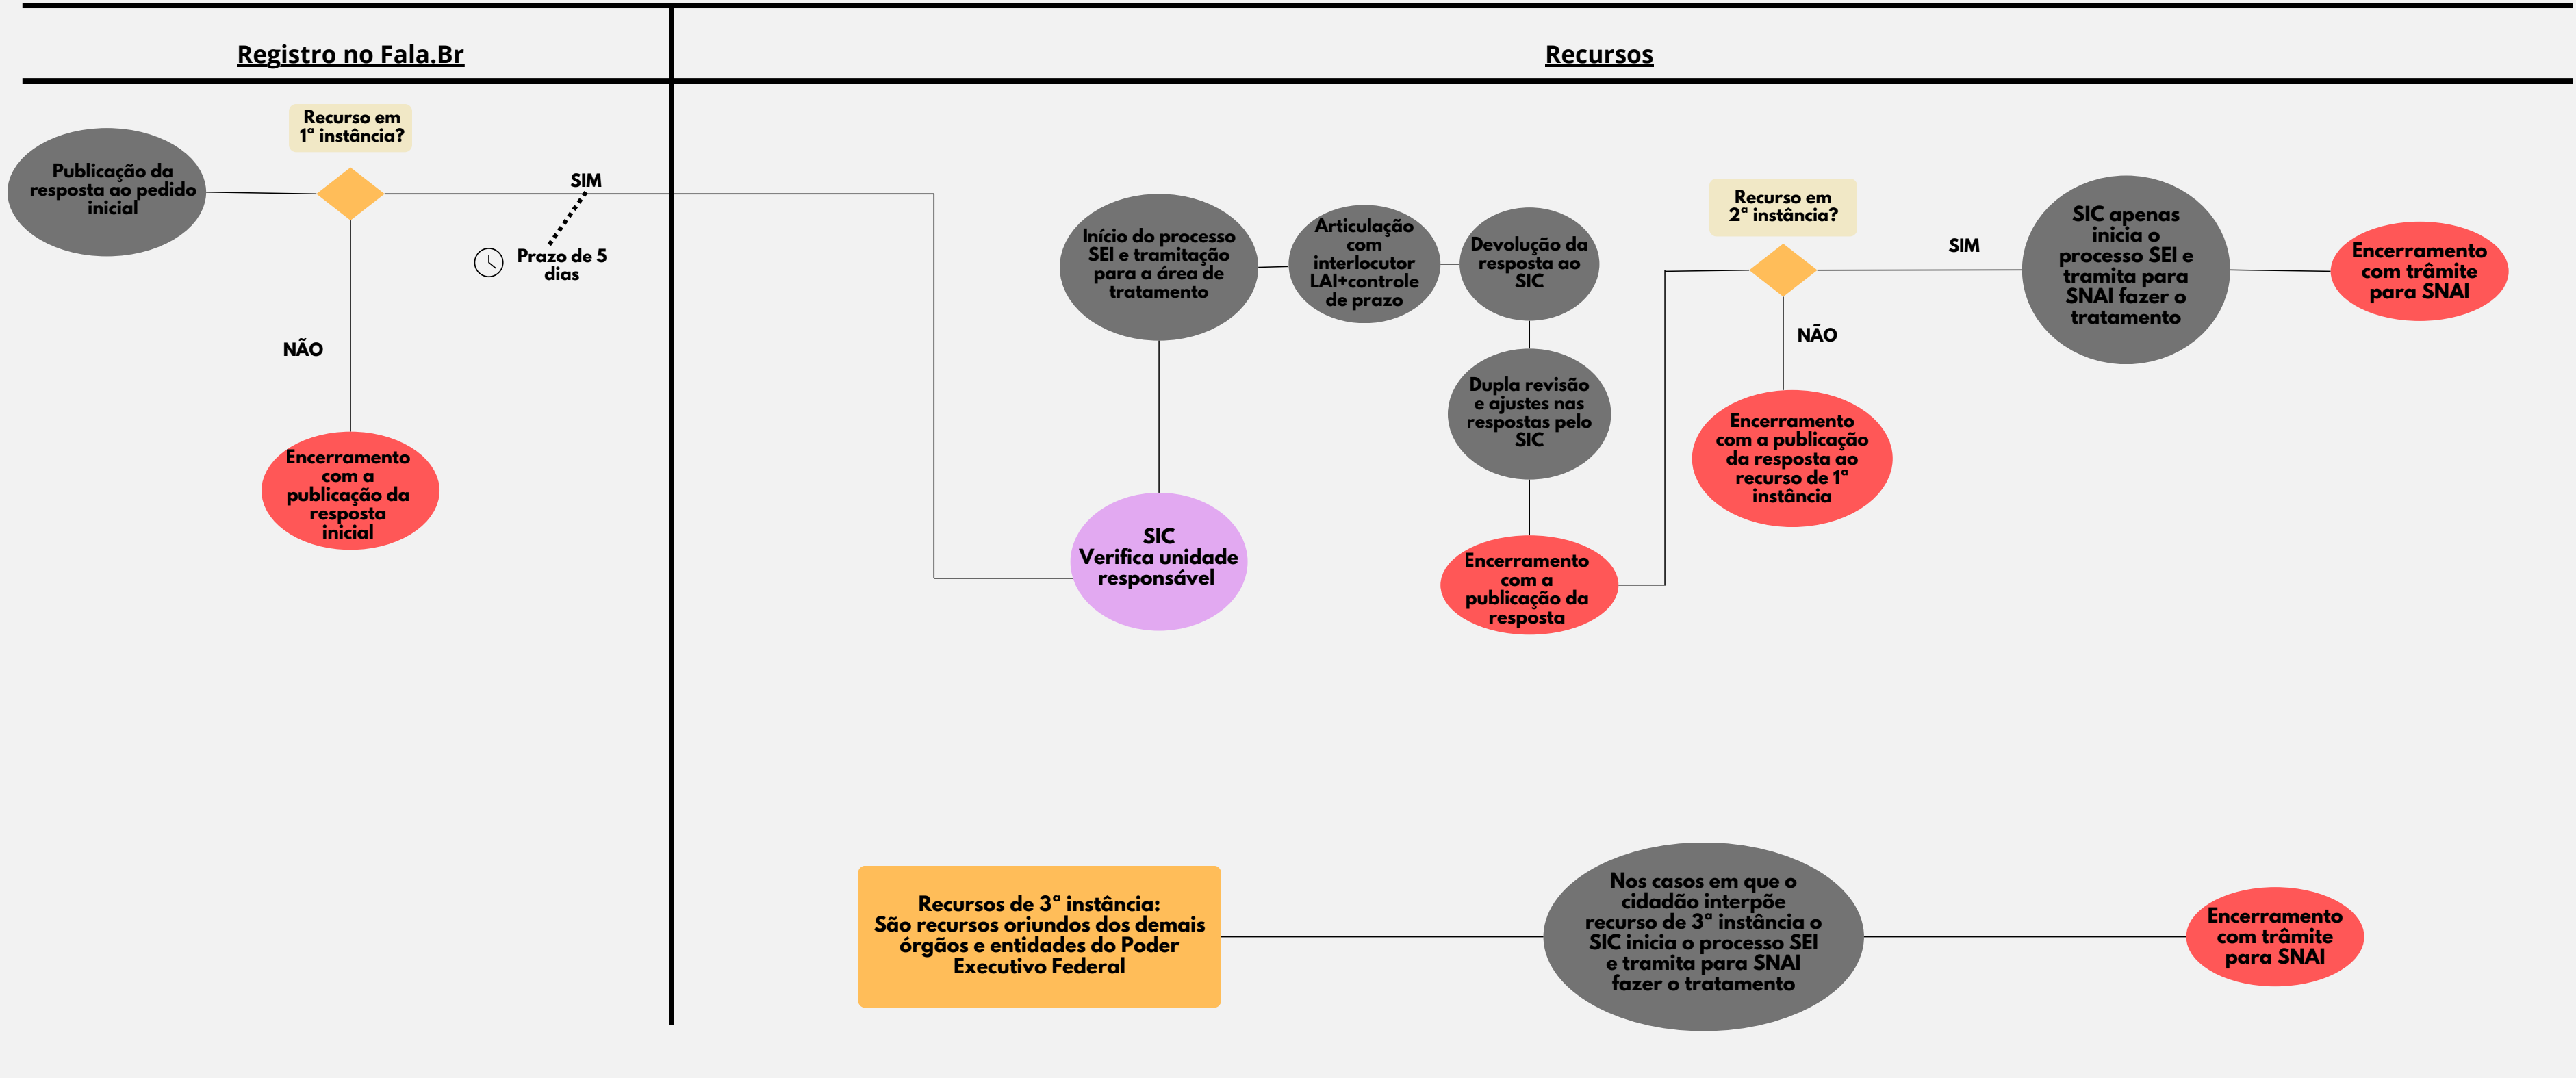 Registro no Fala.Br
Recursos
Recurso em
1ª instância?
Publicação da
resposta ao pedido
inicial
SIM
Prazo de 5
dias
NÃO
Encerramento
com a
publicação da
resposta
inicial
SIC
Verifica unidade
responsável
Início do processo
SEI e tramitação
para a área de
tratamento
Articulação
com
interlocutor
LAI+controle
de prazo
Devolução da
resposta ao
SIC
Dupla revisão
e ajustes nas
respostas pelo
SIC
Encerramento
com a
publicação da
resposta
Recurso em
2ª instância?
SIM
NÃO
Encerramento
com a publicação
da resposta ao
recurso de 1ª
instância
SIC apenas
inicia o
processo SEI e
tramita para
SNAI fazer o
tratamento
Encerramento
com trâmite
para SNAI
Recursos de 3ª instância:
São recursos oriundos dos demais
órgãos e entidades do Poder
Executivo Federal
Nos casos em que o
cidadão interpõe
recurso de 3ª instância o
SIC inicia o processo SEI
e tramita para SNAI
fazer o tratamento
Encerramento
com trâmite
para SNAI